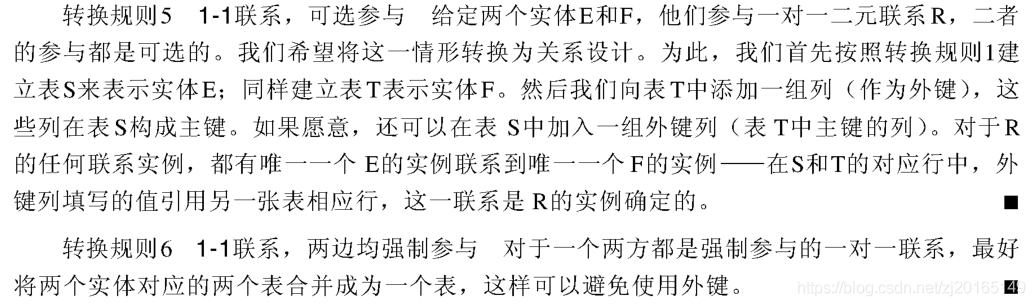 转换规则5 1-1联系，可选参与 给定两个实体E和F，他们参与一对一二元联系R，二者
的参与都是可选的。我们希望将这一情形转换为关系设计。为此，我们首先按照转换规则1建
立表S来表示实体E；同样建立表T表示实体F。然后我们向表T中添加一组列（作为外键），这
些列在表S构成主键。如果愿意，还可以在表 S中加入一组外键列（表 T中主键的列）。对于R
的任何联系实例，都有唯一一个 E的实例联系到唯一一个 F的实例——在S和T的对应行中，外
键列填写的值引用另一张表相应行，这一联系是 R的实例确定的。 ■
转换规则6 1-1联系，两边均强制参与 对于一个两方都是强制参与的一对一联系，最好
将两个实体对应的两个表合并成为一个表，这样可以避免使用外键。 ■